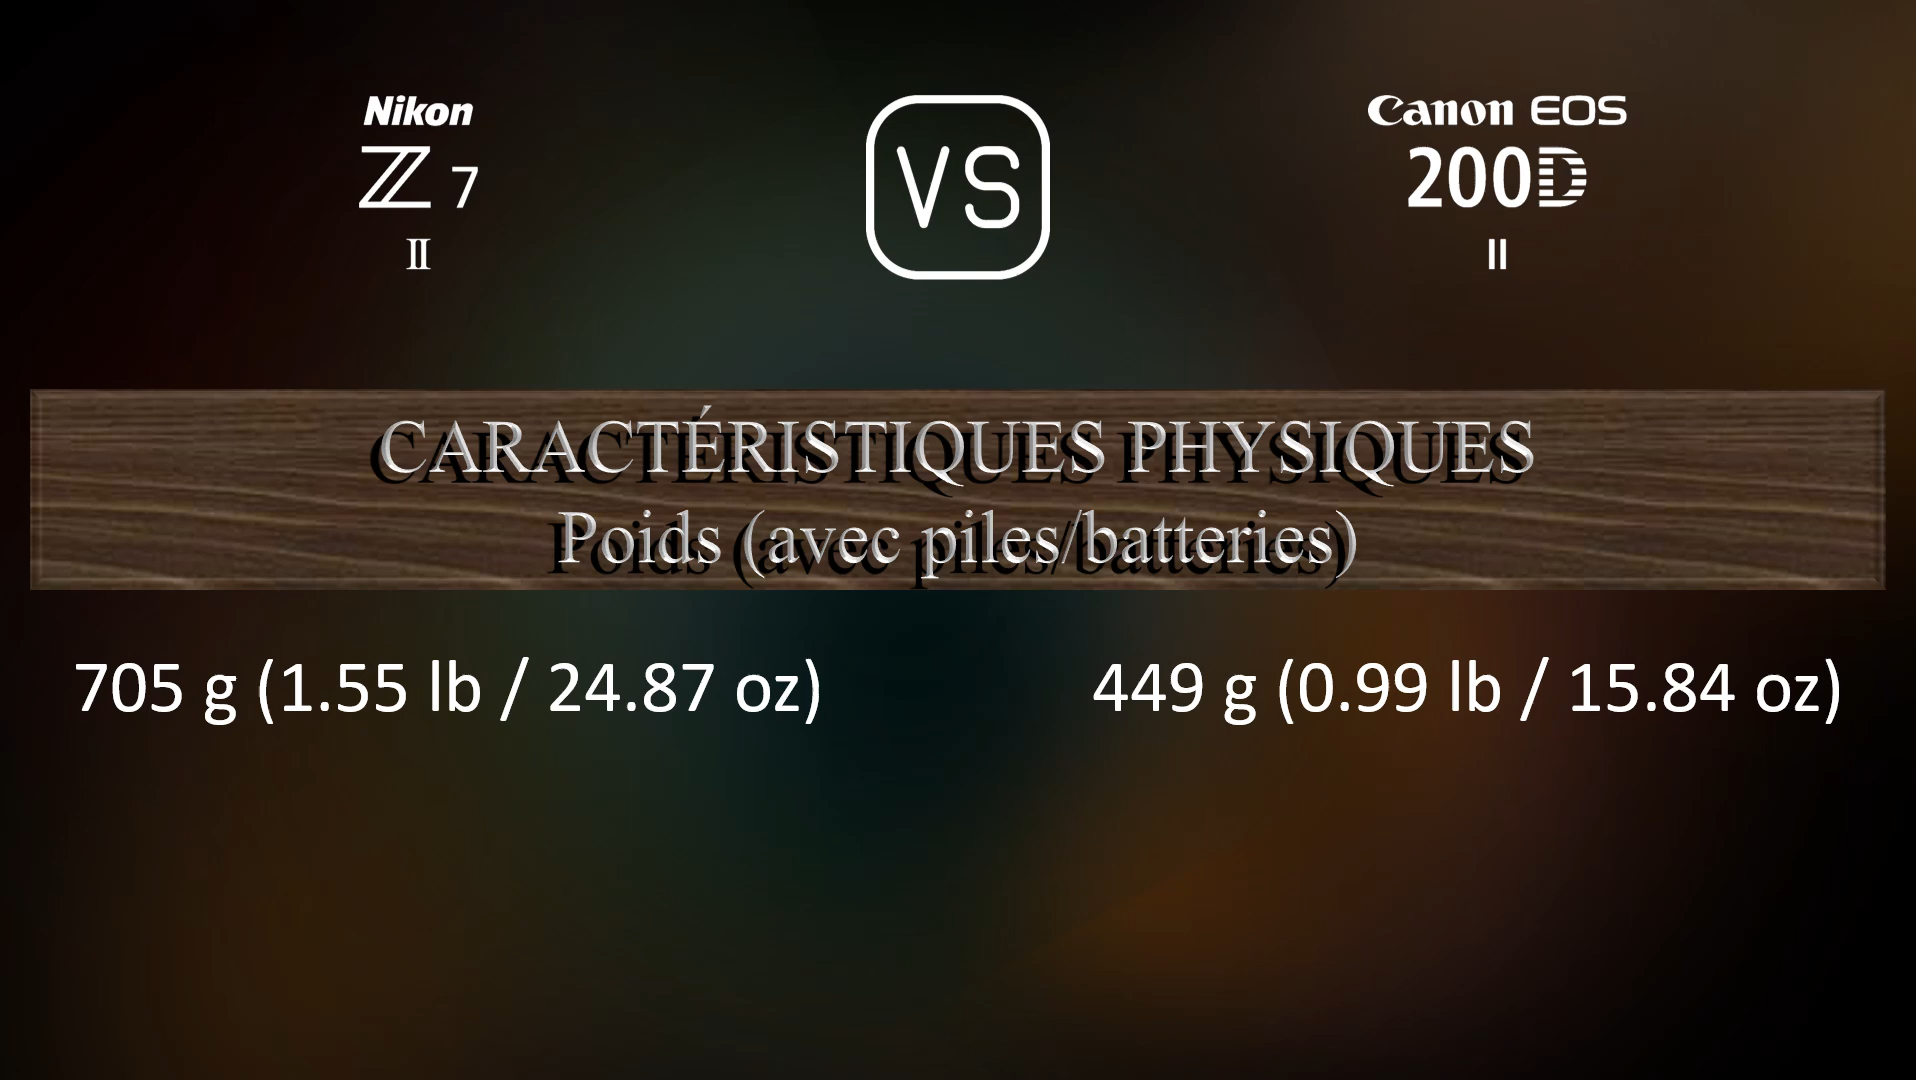 Nikon
Z 7
II
VS
Canon EOS
200D
II
CARACTÉRISTIQUES PHYSIQUES
Poids (avec piles/batteries)
705 g (1.55 lb / 24.87 oz)
449 g (0.99 lb / 15.84 oz)